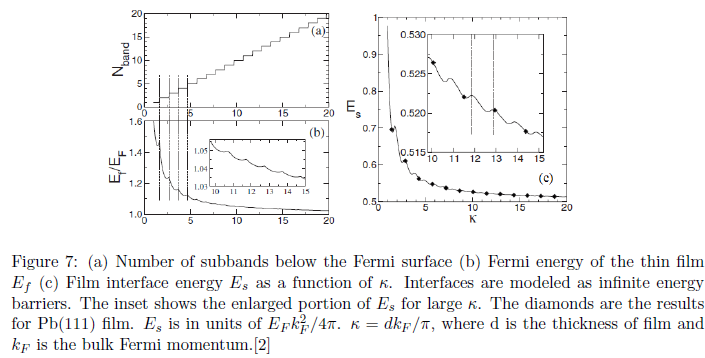 20
15
10
5
0
N_band
(a)
0 5 10 15 20
1.6
1.4
1.2
1.0
E_f/E_F
(b)
1.05
1.04
1.03
10 11 12 13 14 15
0 5 10 15 20
1
0.9
0.8
0.7
0.6
0.5
E_s
0.530
0.525
0.520
0.515
10 11 12 13 14 15
(c)
0 5 10 15 20
κ
Figure 7: (a) Number of subbands below the Fermi surface (b) Fermi energy of the thin film
E_f (c) Film interface energy E_s as a function of κ. Interfaces are modeled as infinite energy
barriers. The inset shows the enlarged portion of E_s for large κ. The diamonds are the results
for Pb(111) film. E_s is in units of E_F k_F^2/4π. κ = dk_F/π, where d is the thickness of film and
k_F is the bulk Fermi momentum.[2]